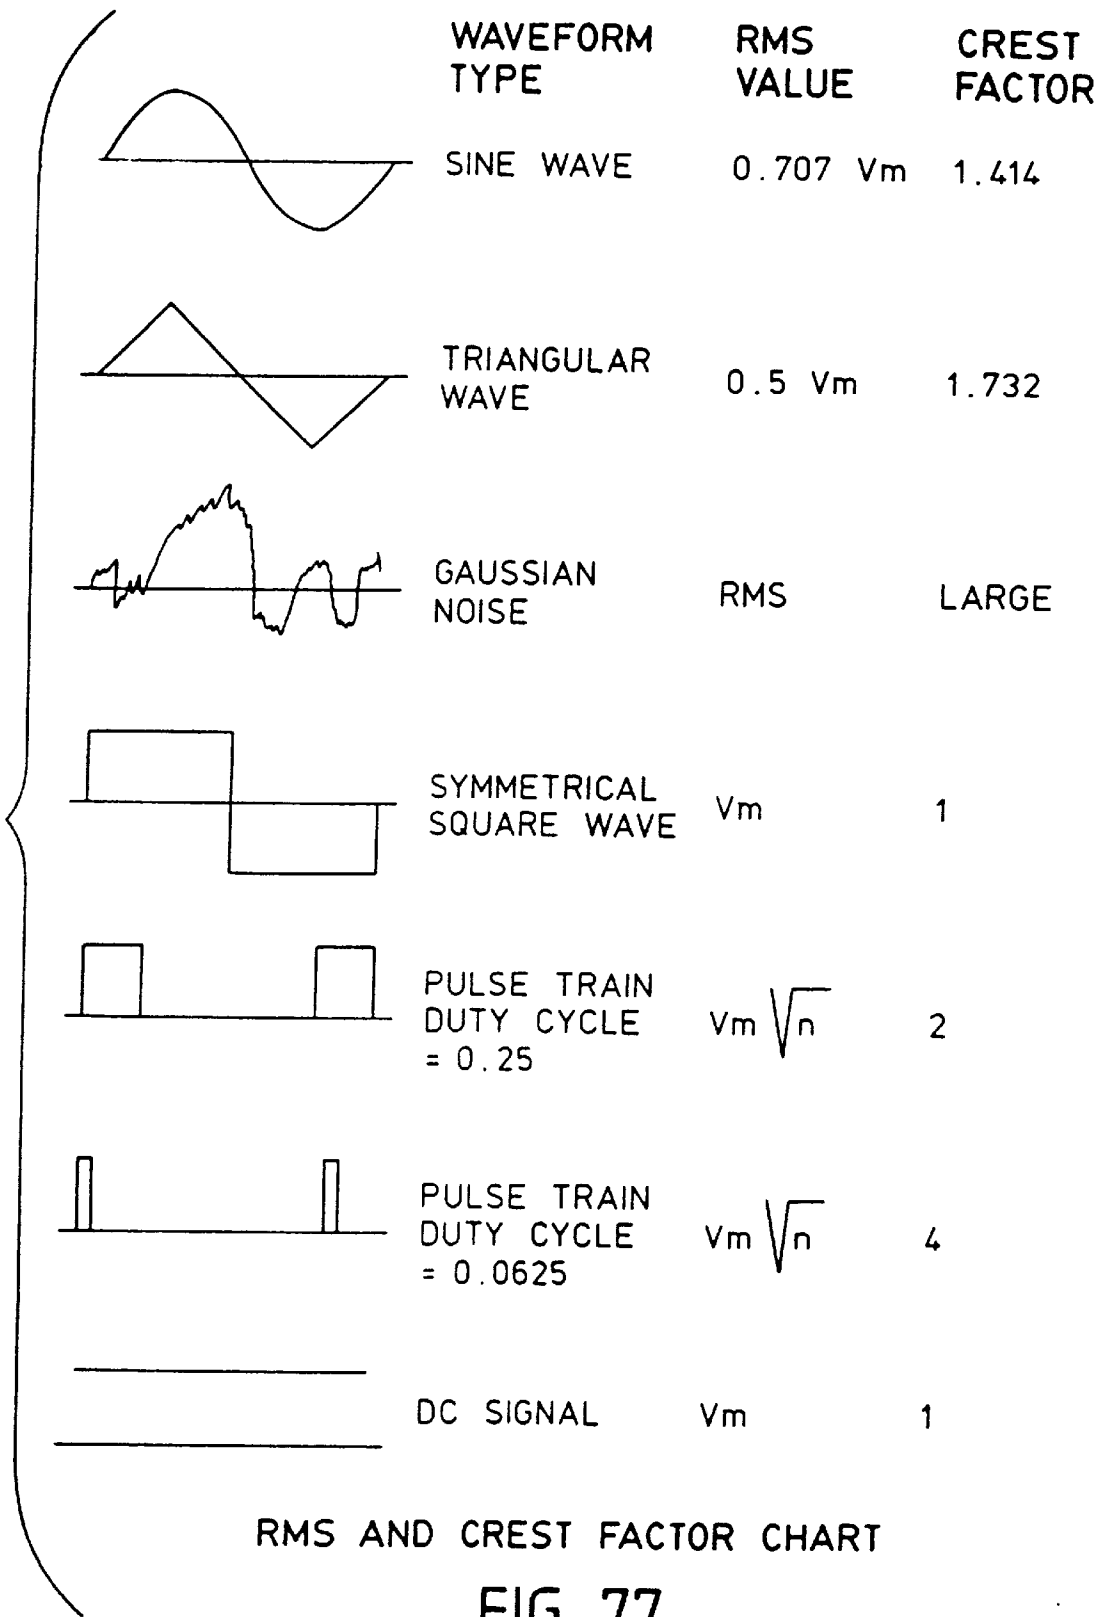 WAVEFORM TYPE RMS VALUE CREST FACTOR
SINE WAVE 0.707 Vm 1.414
TRIANGULAR WAVE 0.5 Vm 1.732
GAUSSIAN NOISE RMS LARGE
SYMMETRICAL SQUARE WAVE Vm 1
PULSE TRAIN DUTY CYCLE = 0.25 Vm √n 2
PULSE TRAIN DUTY CYCLE = 0.0625 Vm √n 4
DC SIGNAL Vm 1
RMS AND CREST FACTOR CHART
FIG. 77